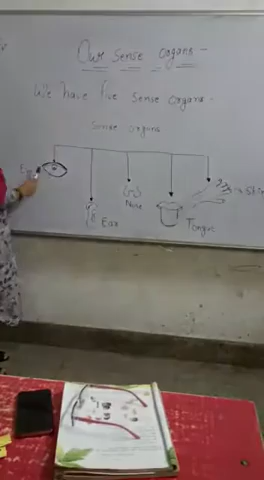 Our sense organs -
We have five sense organs -
Sense organs
Nose
Ear
Tongue